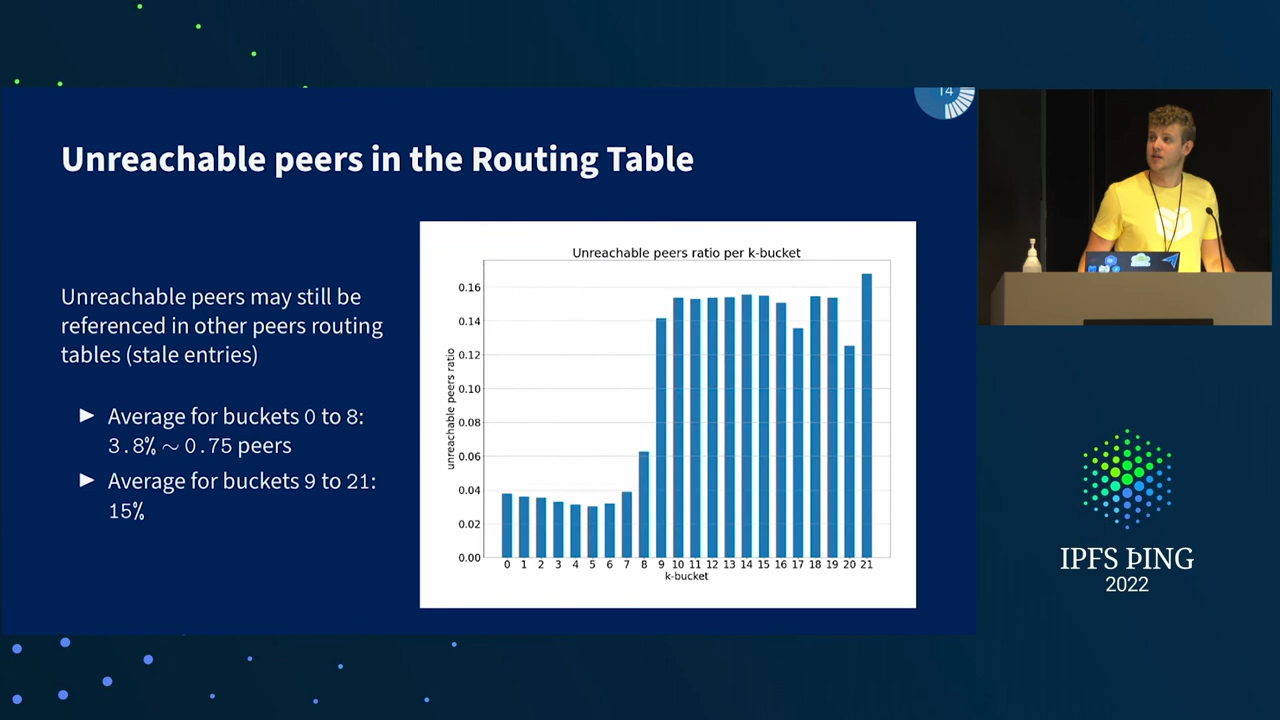 14
Unreachable peers in the Routing Table
Unreachable peers may still be
referenced in other peers routing
tables (stale entries)
► Average for buckets 0 to 8:
3.8% ~ 0.75 peers
► Average for buckets 9 to 21:
15%
Unreachable peers ratio per k-bucket
unreachable peers ratio
0.16
0.14
0.12
0.10
0.08
0.06
0.04
0.02
0.00
0 1 2 3 4 5 6 7 8 9 10 11 12 13 14 15 16 17 18 19 20 21
k-bucket
IPFS ÞING
2022